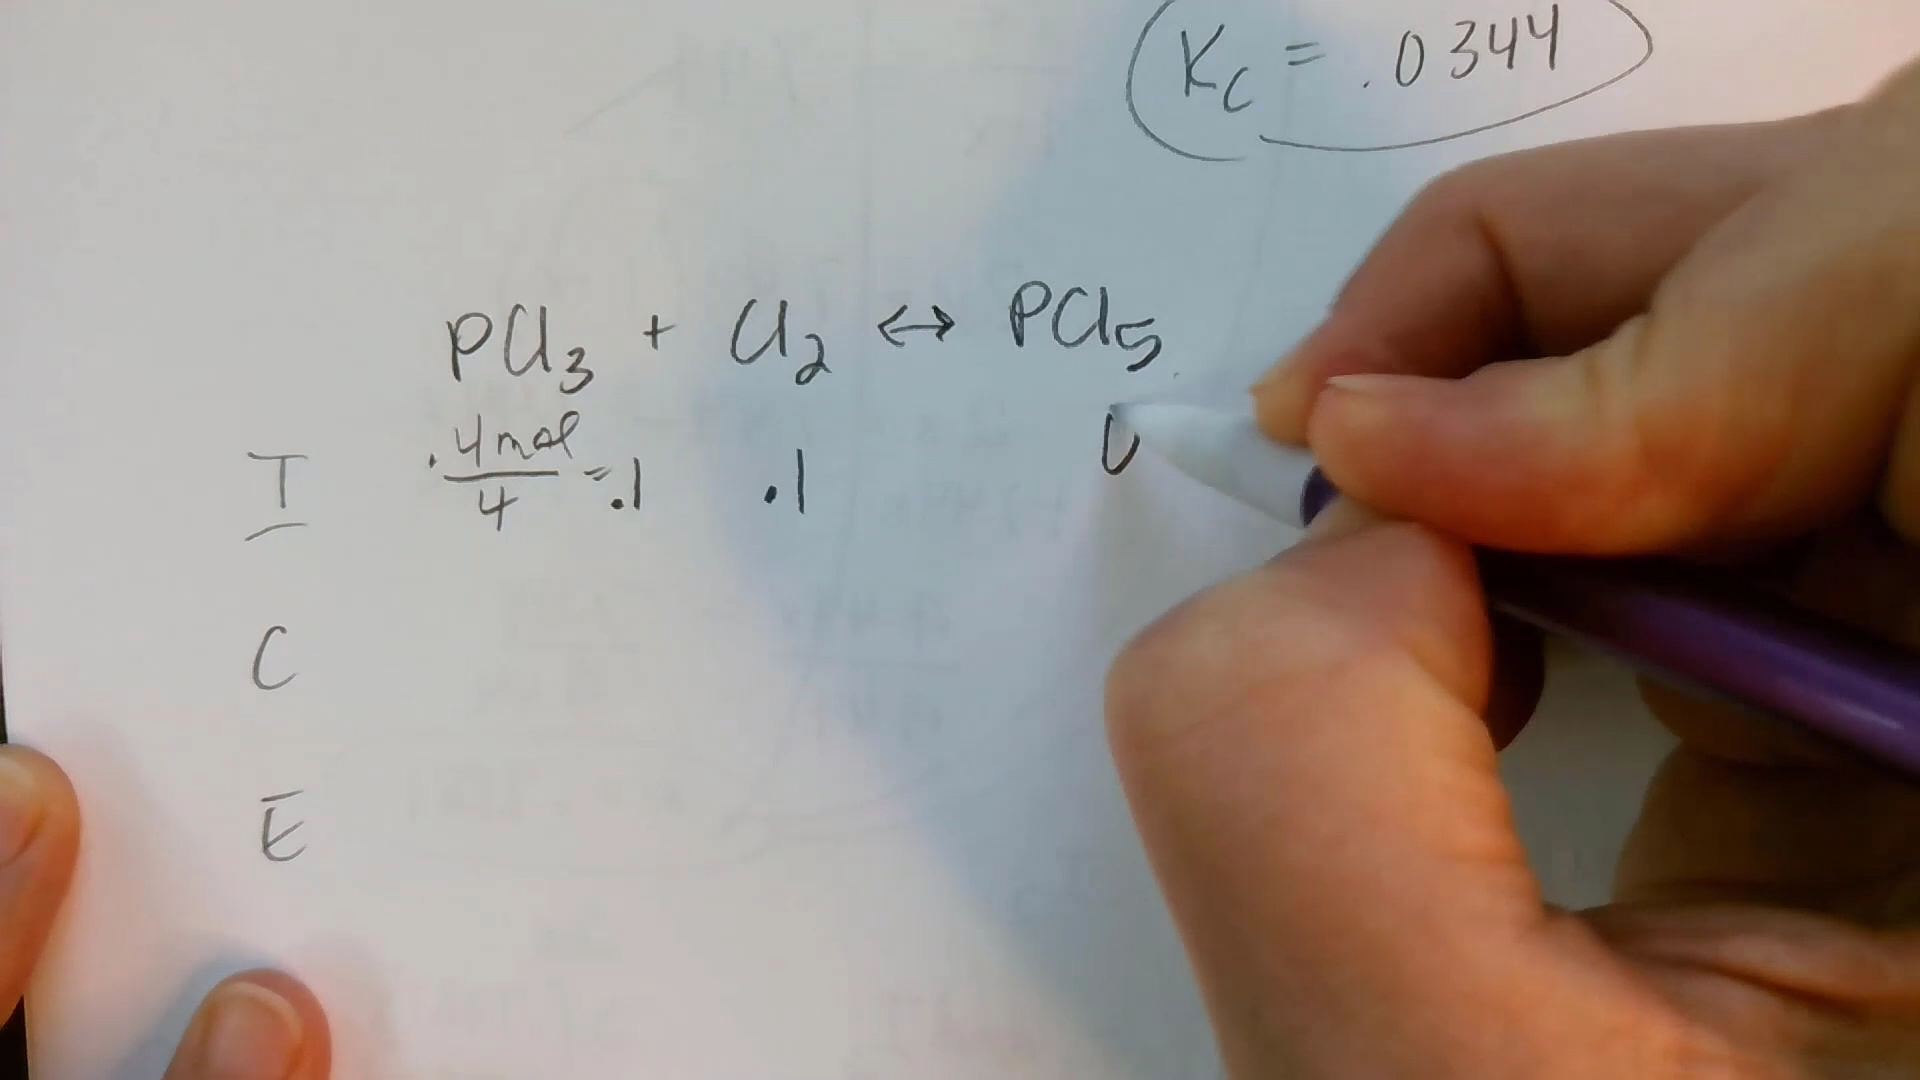 Kc = .0344
PCl3 + Cl2 ↔ PCl5
I .4mol/4 = .1 .1 0
C
E